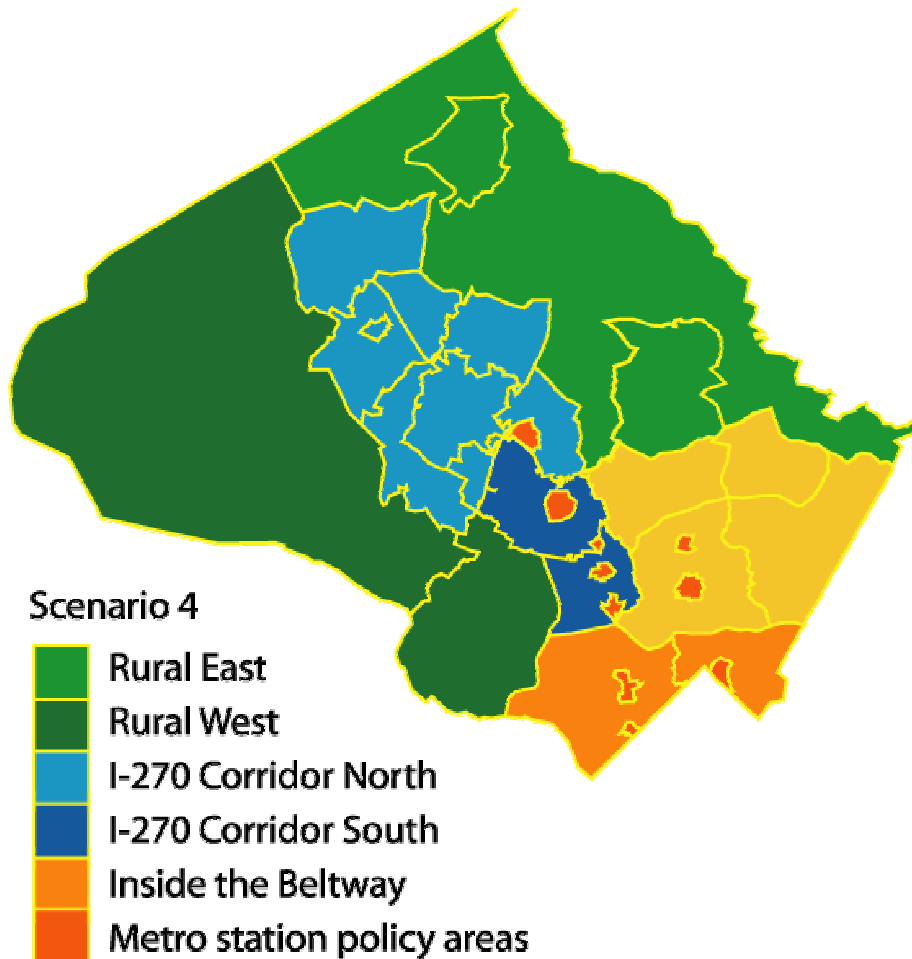 Scenario 4
Rural East
Rural West
I-270 Corridor North
I-270 Corridor South
Inside the Beltway
Metro station policy areas